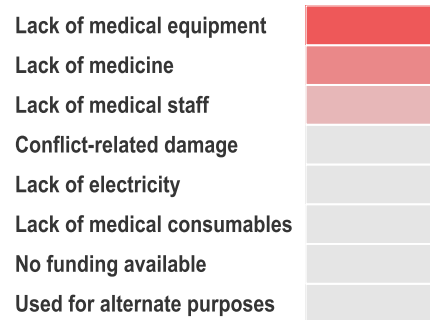 Lack of medical equipment
Lack of medicine
Lack of medical staff
Conflict-related damage
Lack of electricity
Lack of medical consumables
No funding available
Used for alternate purposes